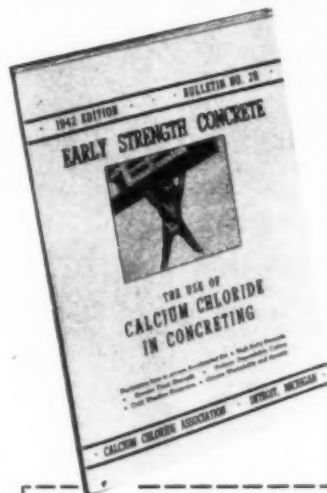 1942 EDITION · · · BULLETIN NO. 28
EARLY STRENGTH CONCRETE
THE USE OF
CALCIUM CHLORIDE
IN CONCRETING
CALCIUM CHLORIDE ASSOCIATION · DETROIT, MICHIGAN